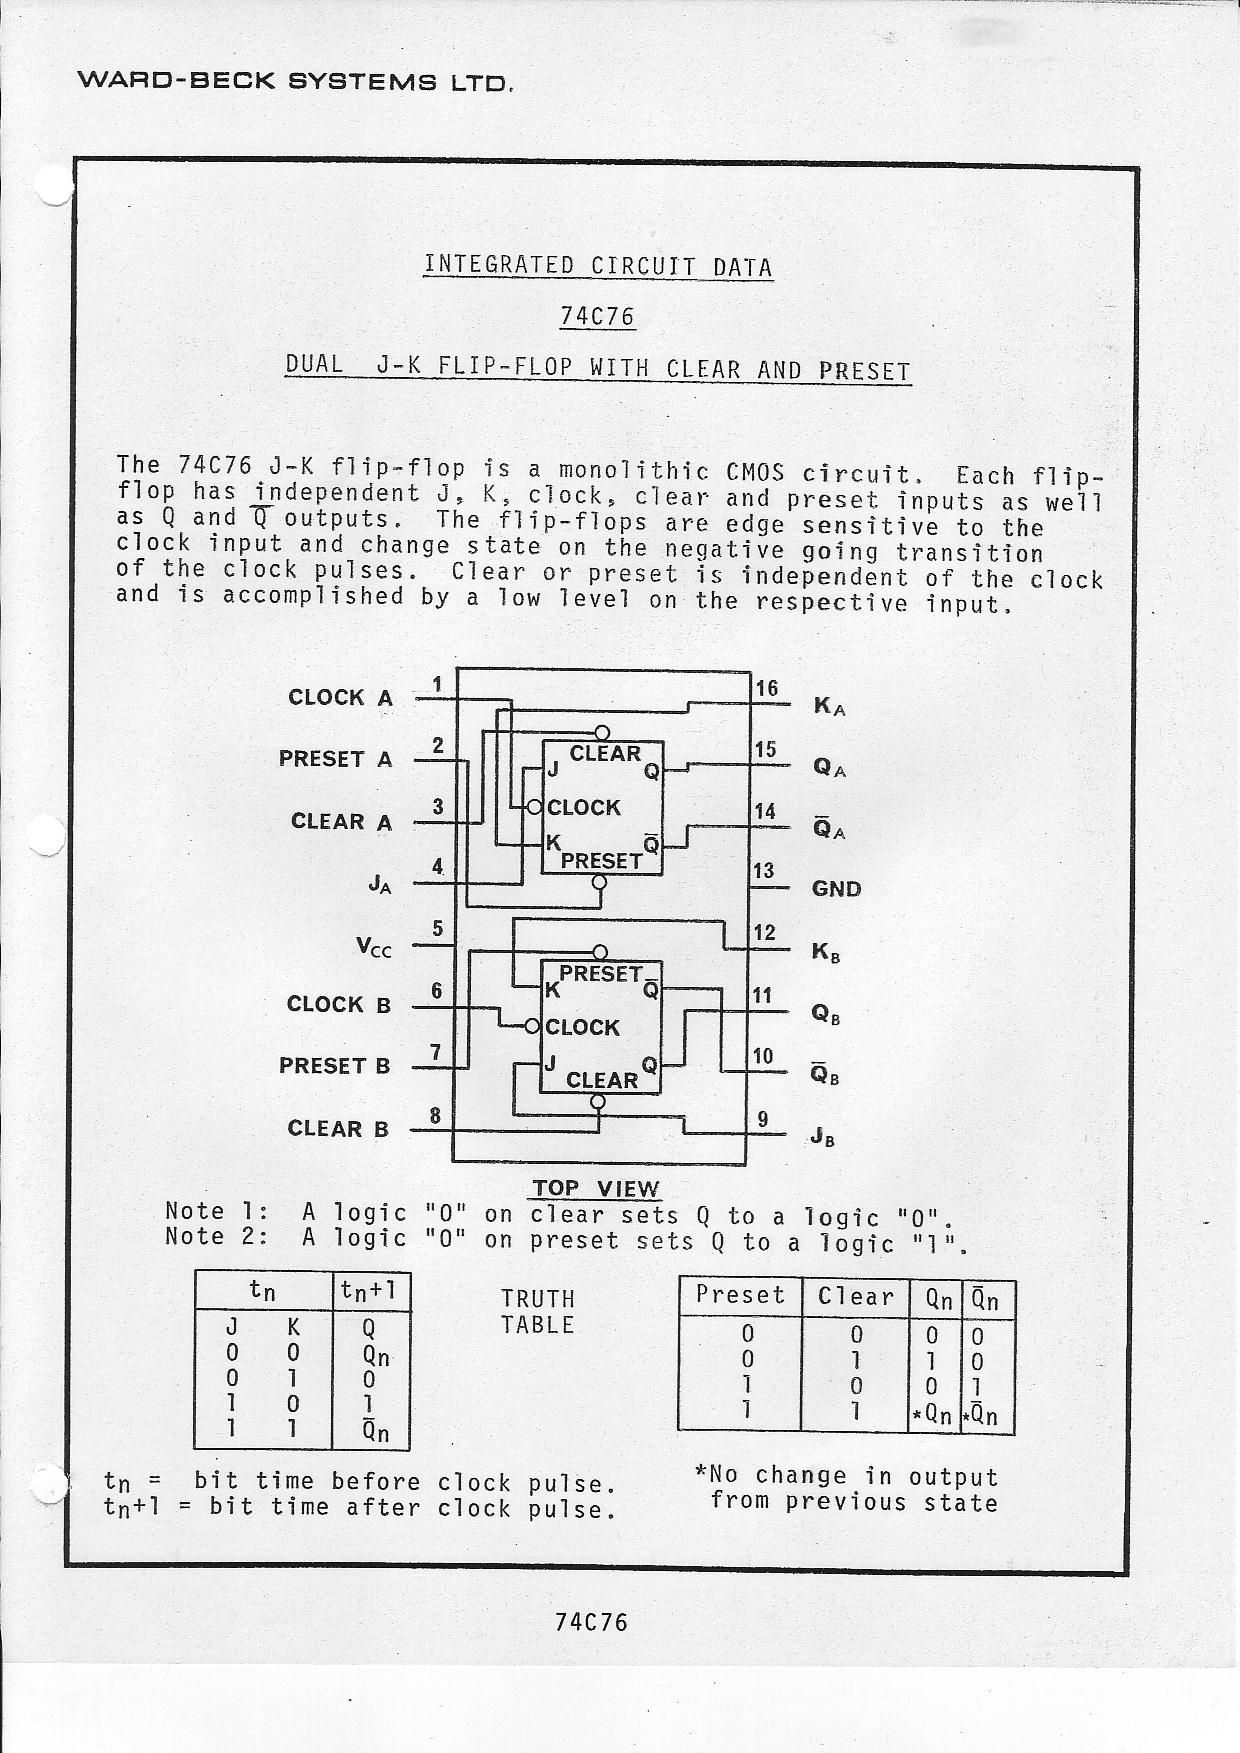 WARD-BECK SYSTEMS LTD.
INTEGRATED CIRCUIT DATA
74C76
DUAL J-K FLIP-FLOP WITH CLEAR AND PRESET
The 74C76 J-K flip-flop is a monolithic CMOS circuit. Each flip-
flop has independent J, K, clock, clear and preset inputs as well
as Q and Q̅ outputs. The flip-flops are edge sensitive to the
clock input and change state on the negative going transition
of the clock pulses. Clear or preset is independent of the clock
and is accomplished by a low level on the respective input.
CLOCK A 1 16 KA
PRESET A 2 15 QA
CLEAR A 3 14 Q̅A
JA 4 13 GND
VCC 5 12 KB
CLOCK B 6 11 QB
PRESET B 7 10 Q̅B
CLEAR B 8 9 JB
CLEAR
J Q
CLOCK
K Q̅
PRESET
PRESET
K Q̅
CLOCK
J Q
CLEAR
TOP VIEW
Note 1: A logic "0" on clear sets Q to a logic "0".
Note 2: A logic "0" on preset sets Q to a logic "1".
tn tn+1
J K Q
0 0 Qn
0 1 0
1 0 1
1 1 Q̅n
TRUTH
TABLE
Preset Clear Qn Q̅n
0 0 0 0
0 1 1 0
1 0 0 1
1 1 *Qn *Q̅n
tn = bit time before clock pulse.
tn+1 = bit time after clock pulse.
*No change in output
from previous state
74C76